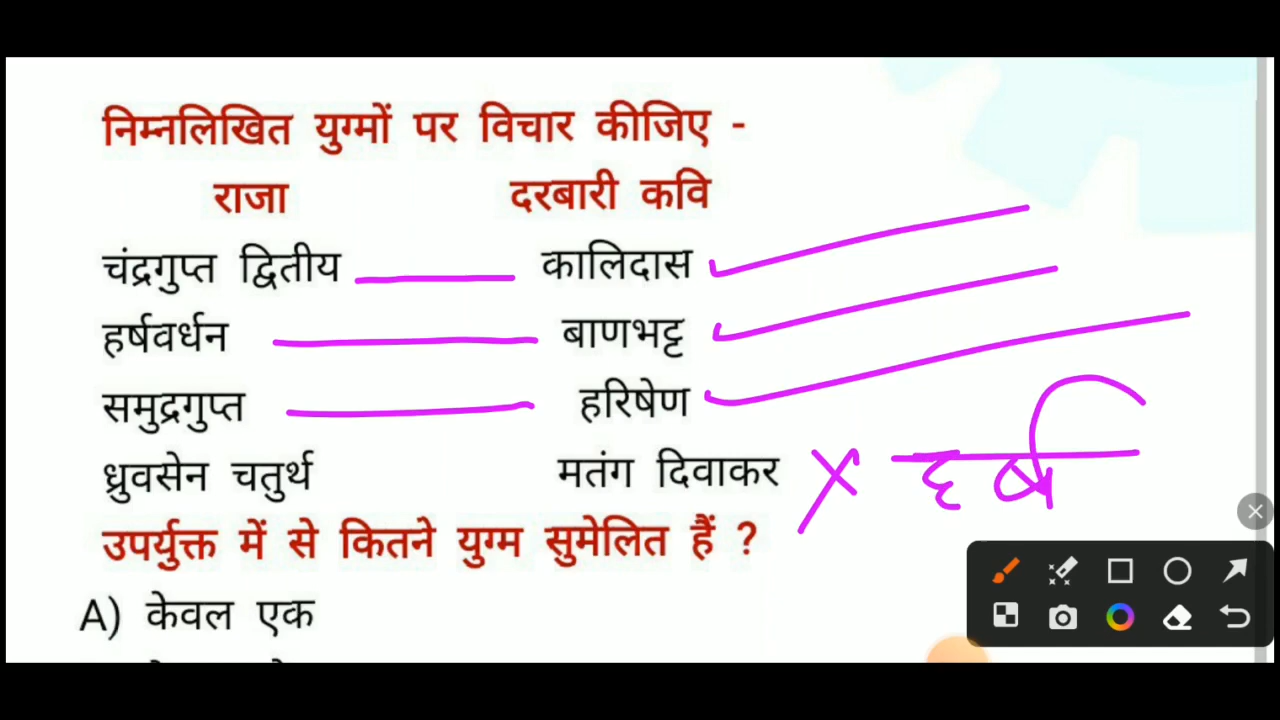 निम्नलिखित युग्मों पर विचार कीजिए -
राजा दरबारी कवि
चंद्रगुप्त द्वितीय कालिदास
हर्षवर्धन बाणभट्ट
समुद्रगुप्त हरिषेण
ध्रुवसेन चतुर्थ मतंग दिवाकर हर्ष
उपर्युक्त में से कितने युग्म सुमेलित हैं ?
A) केवल एक